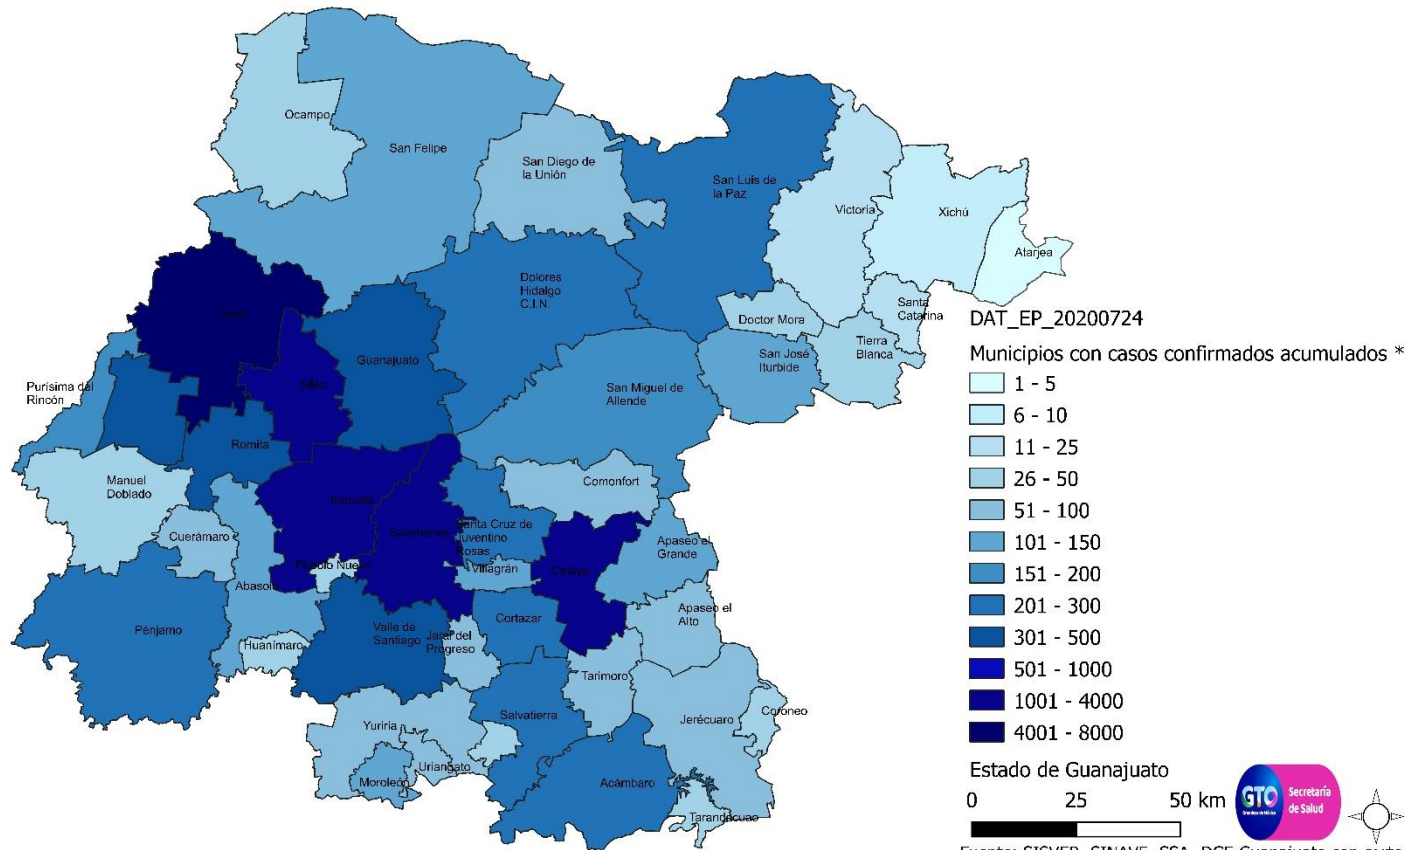 Ocampo
San Felipe
San Diego de
la Unión
San Luis de
la Paz
Victoria
Xichú
Atarjea
Dolores
Hidalgo
C.I.N.
León
Silao
Guanajuato
Doctor Mora
Santa
Catarina
Tierra
Blanca
San José
Iturbide
San Miguel de
Allende
Purísima del
Rincón
Romita
Manuel
Doblado
Irapuato
Salamanca
Comonfort
Cuerámaro
Santa Cruz de
Juventino
Rosas
Celaya
Apaseo el
Grande
Pueblo Nuevo
Villagrán
Abasolo
Pénjamo
Huanímaro
Valle de
Santiago
Jaral del
Progreso
Cortazar
Apaseo el
Alto
Tarimoro
Yuriria
Salvatierra
Jerécuaro
Coroneo
Moroleón
Uriangato
Acámbaro
Tarandacuao
DAT_EP_20200724
Municipios con casos confirmados acumulados *
1 - 5
6 - 10
11 - 25
26 - 50
51 - 100
101 - 150
151 - 200
201 - 300
301 - 500
501 - 1000
1001 - 4000
4001 - 8000
Estado de Guanajuato
0 25 50 km
GTO
Grandeza de México
Secretaría
de Salud